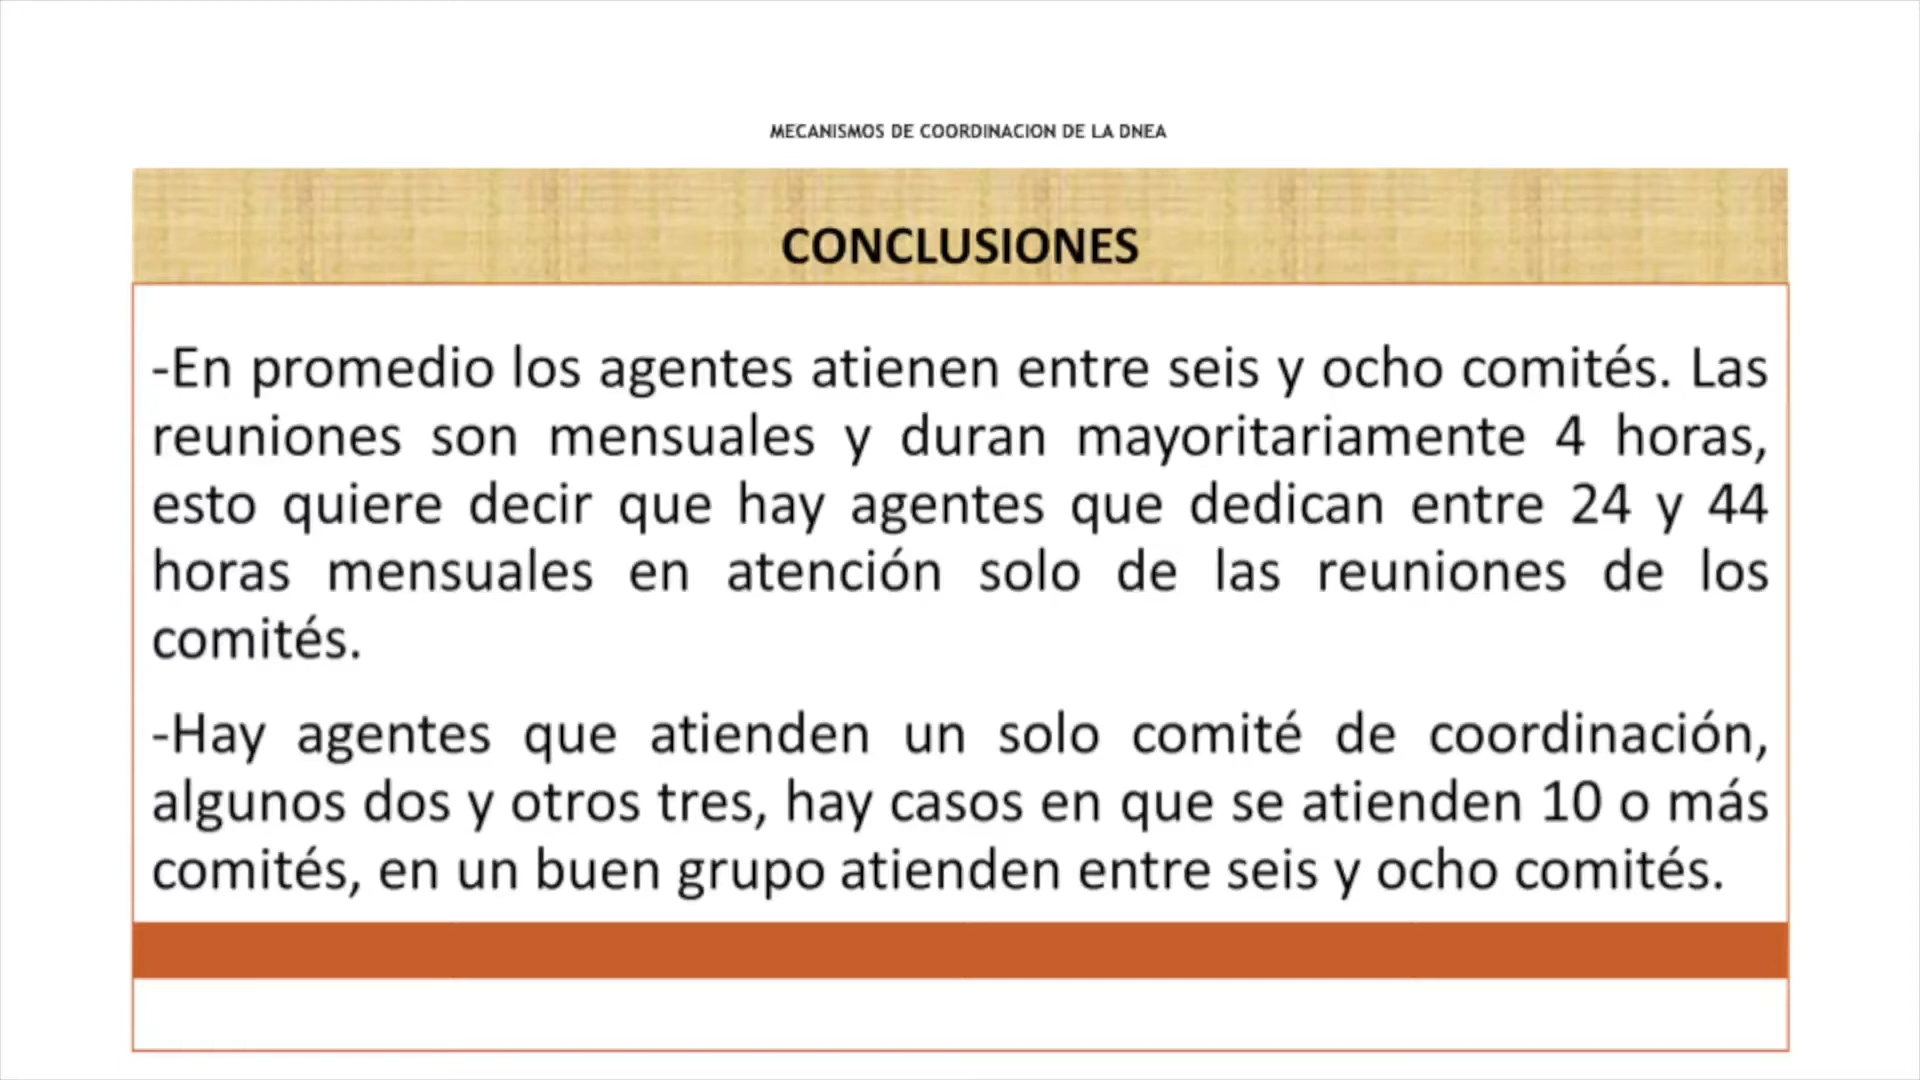 MECANISMOS DE COORDINACION DE LA DNEA
CONCLUSIONES
-En promedio los agentes atienen entre seis y ocho comités. Las
reuniones son mensuales y duran mayoritariamente 4 horas,
esto quiere decir que hay agentes que dedican entre 24 y 44
horas mensuales en atención solo de las reuniones de los
comités.
-Hay agentes que atienden un solo comité de coordinación,
algunos dos y otros tres, hay casos en que se atienden 10 o más
comités, en un buen grupo atienden entre seis y ocho comités.